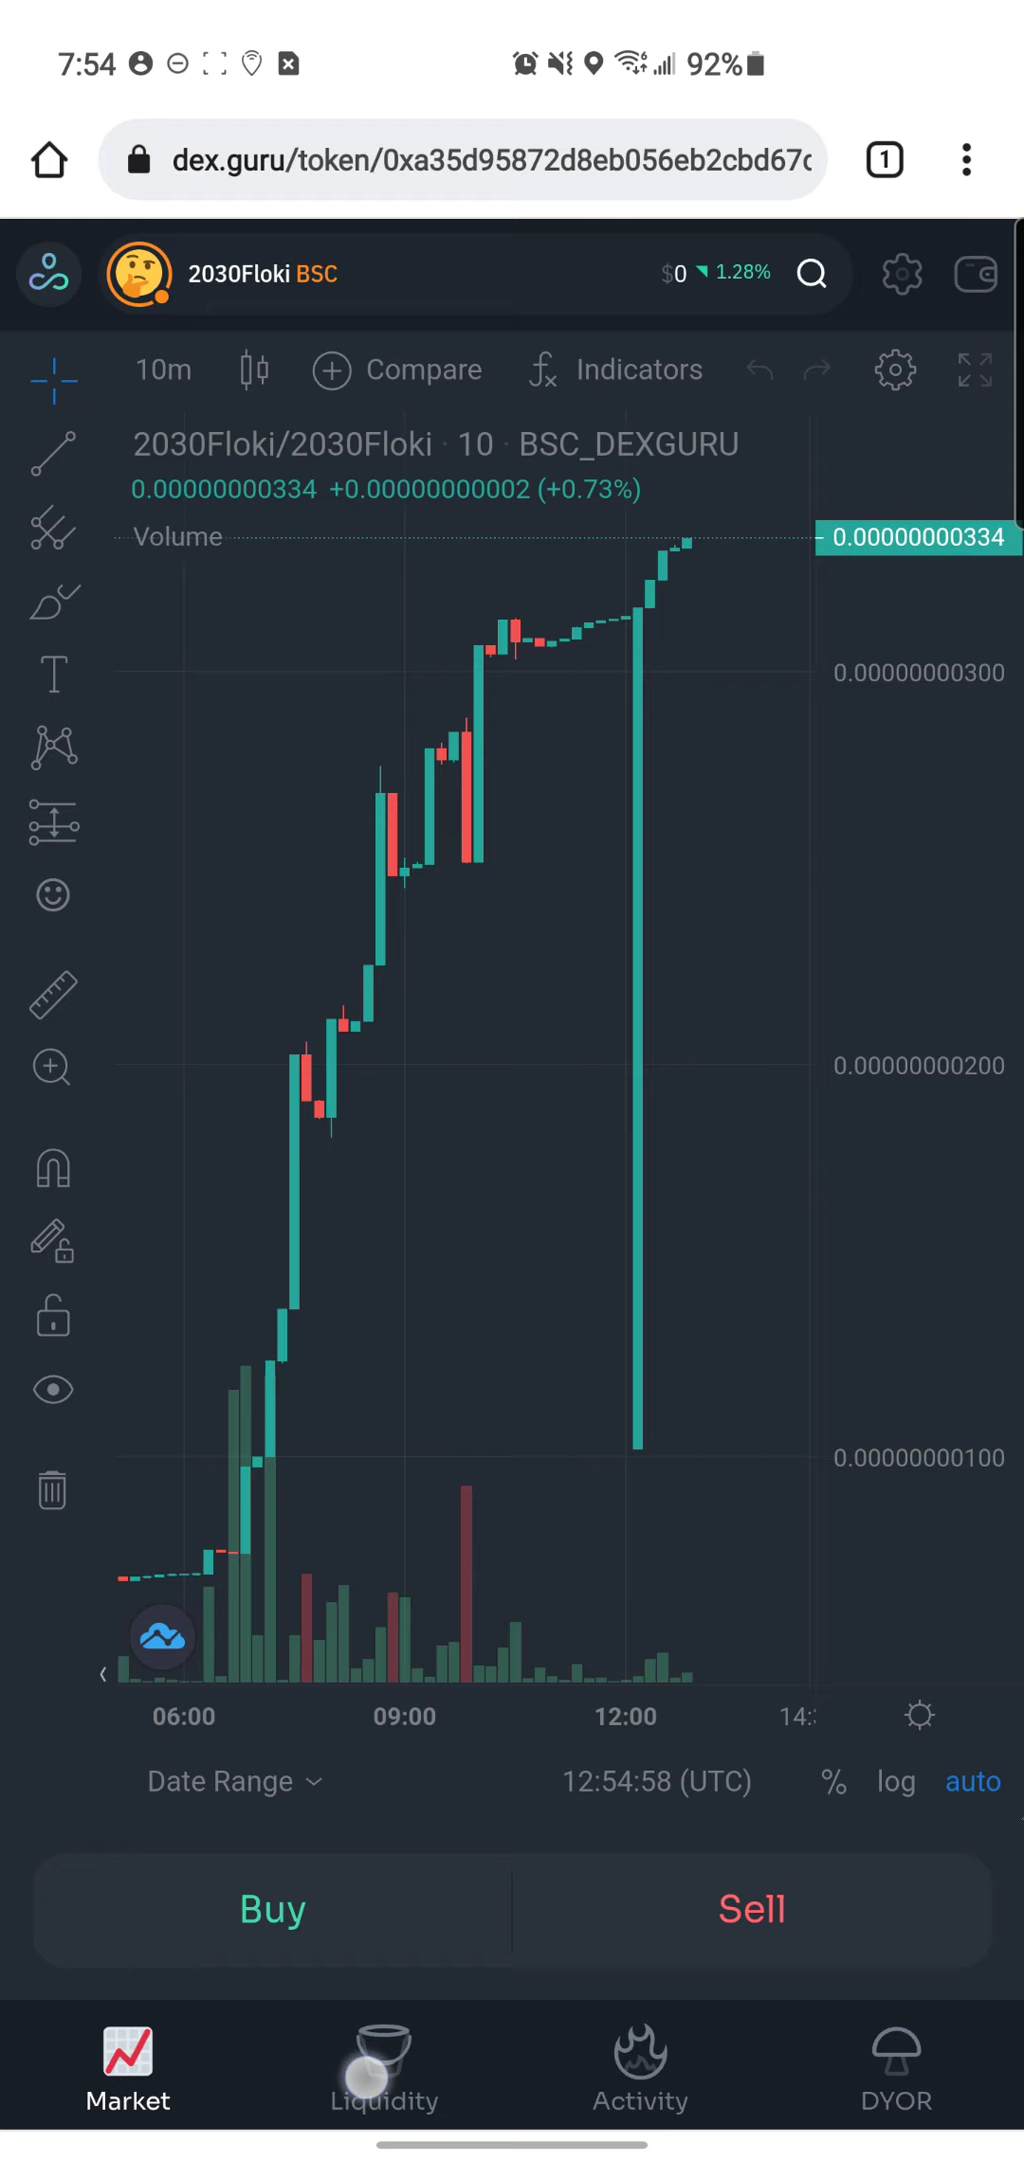 7:54 92%
dex.guru/token/0xa35d95872d8eb056eb2cbd67c
1
2030Floki BSC $0 1.28%
10m Compare Indicators
2030Floki/2030Floki · 10 · BSC_DEXGURU
0.00000000334 +0.00000000002 (+0.73%)
Volume 0.00000000334
0.00000000300
0.00000000200
0.00000000100
06:00 09:00 12:00 14:
Date Range 12:54:58 (UTC) % log auto
Buy Sell
Market Liquidity Activity DYOR